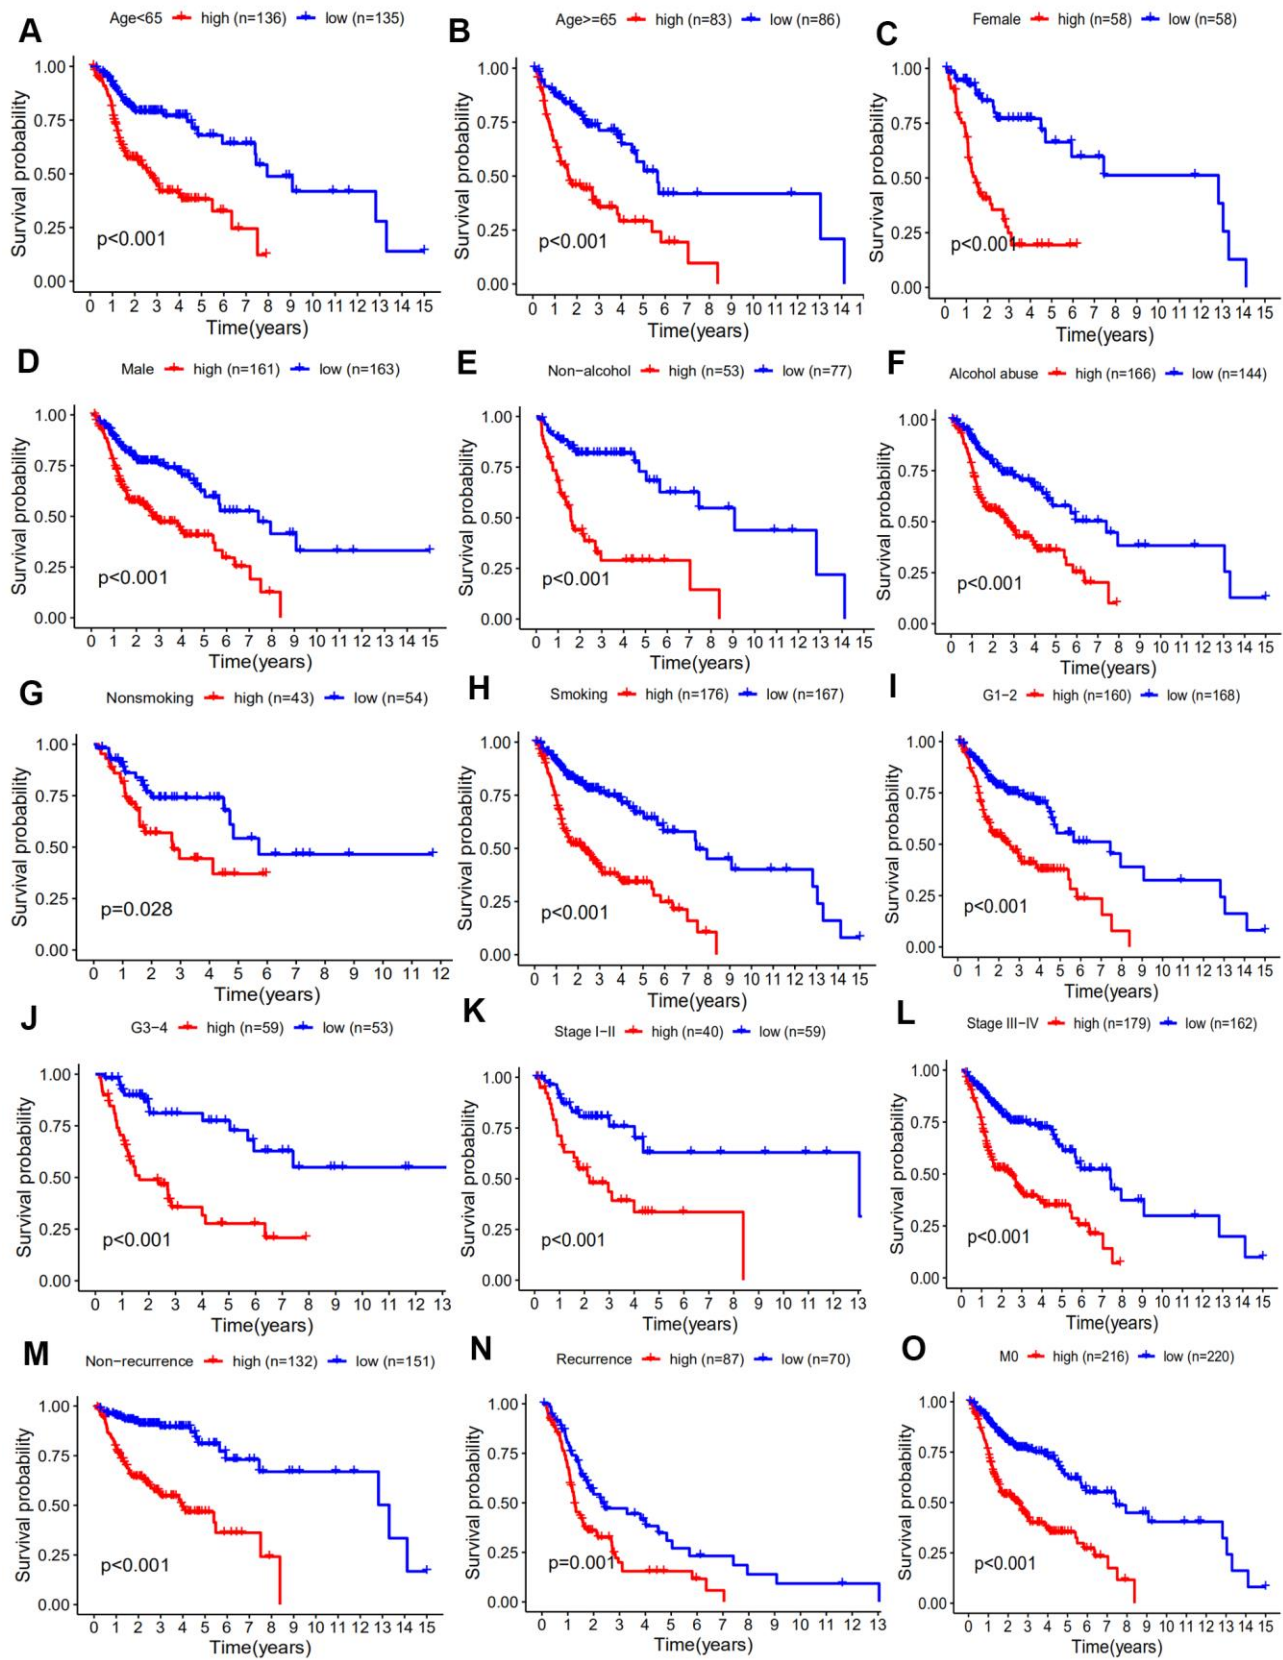 A
Age<65 high (n=136) low (n=135)
Survival probability
1.00
0.75
0.50
0.25
0.00
p<0.001
0 1 2 3 4 5 6 7 8 9 10 11 12 13 14 15
Time(years)
B
Age>=65 high (n=83) low (n=86)
Survival probability
1.00
0.75
0.50
0.25
0.00
p<0.001
0 1 2 3 4 5 6 7 8 9 10 11 12 13 14 1
Time(years)
C
Female high (n=58) low (n=58)
Survival probability
1.00
0.75
0.50
0.25
0.00
p<0.001
0 1 2 3 4 5 6 7 8 9 10 11 12 13 14 15
Time(years)
D
Male high (n=161) low (n=163)
Survival probability
1.00
0.75
0.50
0.25
0.00
p<0.001
0 1 2 3 4 5 6 7 8 9 10 11 12 13 14 15
Time(years)
E
Non-alcohol high (n=53) low (n=77)
Survival probability
1.00
0.75
0.50
0.25
0.00
p<0.001
0 1 2 3 4 5 6 7 8 9 10 11 12 13 14 15
Time(years)
F
Alcohol abuse high (n=166) low (n=144)
Survival probability
1.00
0.75
0.50
0.25
0.00
p<0.001
0 1 2 3 4 5 6 7 8 9 10 11 12 13 14 15
Time(years)
G
Nonsmoking high (n=43) low (n=54)
Survival probability
1.00
0.75
0.50
0.25
0.00
p=0.028
0 1 2 3 4 5 6 7 8 9 10 11 12
Time(years)
H
Smoking high (n=176) low (n=167)
Survival probability
1.00
0.75
0.50
0.25
0.00
p<0.001
0 1 2 3 4 5 6 7 8 9 10 11 12 13 14 15
Time(years)
I
G1-2 high (n=160) low (n=168)
Survival probability
1.00
0.75
0.50
0.25
0.00
p<0.001
0 1 2 3 4 5 6 7 8 9 10 11 12 13 14 15
Time(years)
J
G3-4 high (n=59) low (n=53)
Survival probability
1.00
0.75
0.50
0.25
0.00
p<0.001
0 1 2 3 4 5 6 7 8 9 10 11 12 13
Time(years)
K
Stage I-II high (n=40) low (n=59)
Survival probability
1.00
0.75
0.50
0.25
0.00
p<0.001
0 1 2 3 4 5 6 7 8 9 10 11 12 13
Time(years)
L
Stage III-IV high (n=179) low (n=162)
Survival probability
1.00
0.75
0.50
0.25
0.00
p<0.001
0 1 2 3 4 5 6 7 8 9 10 11 12 13 14 15
Time(years)
M
Non-recurrence high (n=132) low (n=151)
Survival probability
1.00
0.75
0.50
0.25
0.00
p<0.001
0 1 2 3 4 5 6 7 8 9 10 11 12 13 14 15
Time(years)
N
Recurrence high (n=87) low (n=70)
Survival probability
1.00
0.75
0.50
0.25
0.00
p=0.001
0 1 2 3 4 5 6 7 8 9 10 11 12 13
Time(years)
O
M0 high (n=216) low (n=220)
Survival probability
1.00
0.75
0.50
0.25
0.00
p<0.001
0 1 2 3 4 5 6 7 8 9 10 11 12 13 14 15
Time(years)